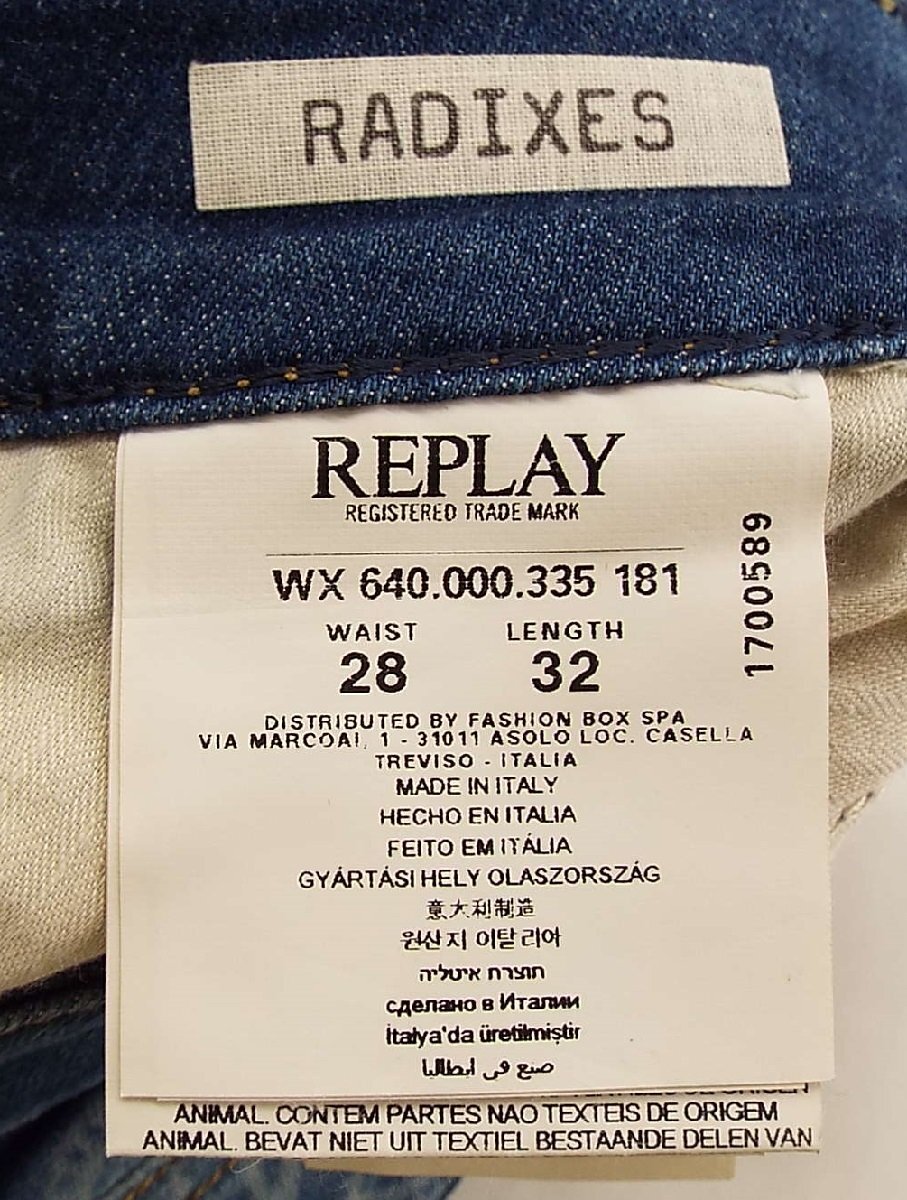 RADIXES
REPLAY
REGISTERED TRADE MARK
WX 640.000.335 181
1700589
WAIST LENGTH
28 32
DISTRIBUTED BY FASHION BOX SPA
VIA MARCOAI, 1 - 31011 ASOLO LOC. CASELLA
TREVISO - ITALIA
MADE IN ITALY
HECHO EN ITALIA
FEITO EM ITÁLIA
GYÁRTÁSI HELY OLASZORSZÁG
意大利制造
원산지 이탈리아
תוצרת איטליה
сделано в Италии
İtalya'da üretilmiştir
صنع في ايطاليا
ANIMAL. CONTEM PARTES NAO TEXTEIS DE ORIGEM
ANIMAL. BEVAT NIET UIT TEXTIEL BESTAANDE DELEN VAN